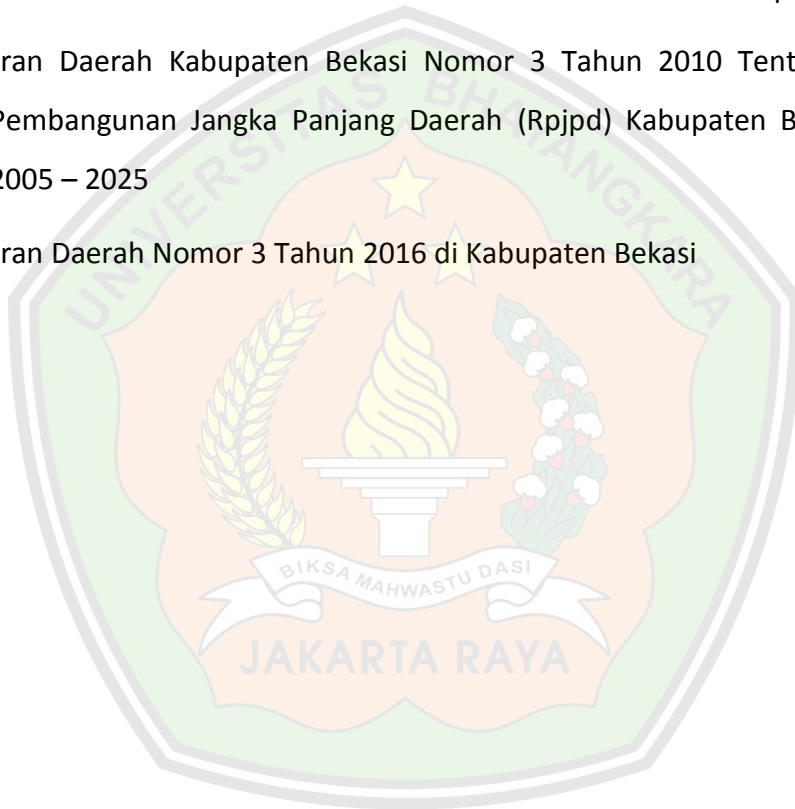 ran Daerah Kabupaten Bekasi Nomor 3 Tahun 2010 Tent
Pembangunan Jangka Panjang Daerah (Rpjpd) Kabupaten B
2005 – 2025
ran Daerah Nomor 3 Tahun 2016 di Kabupaten Bekasi
UNIVERSITAS BHAYANGKARA
BIKSA MAHWASTU DASI
JAKARTA RAYA